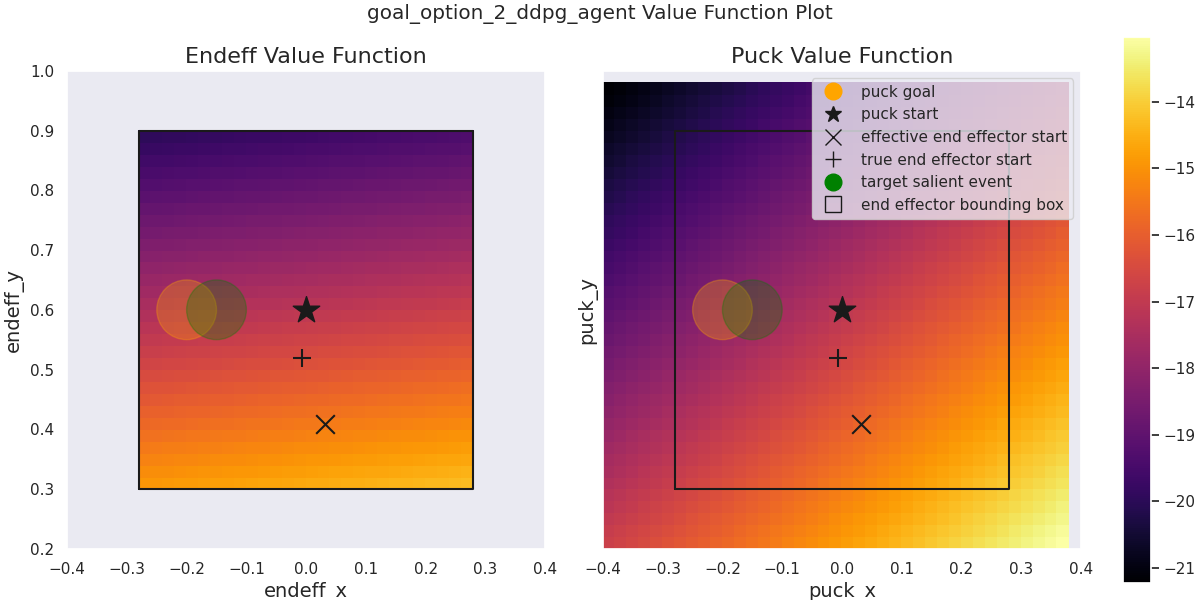 goal_option_2_ddpg_agent Value Function Plot
Endeff Value Function
endeff_y
1.0
0.9
0.8
0.7
0.6
0.5
0.4
0.3
0.2
−0.4 −0.3 −0.2 −0.1 0.0 0.1 0.2 0.3 0.4
endeff_x
Puck Value Function
puck_y
puck goal
puck start
effective end effector start
true end effector start
target salient event
end effector bounding box
−0.4 −0.3 −0.2 −0.1 0.0 0.1 0.2 0.3 0.4
puck_x
−14
−15
−16
−17
−18
−19
−20
−21